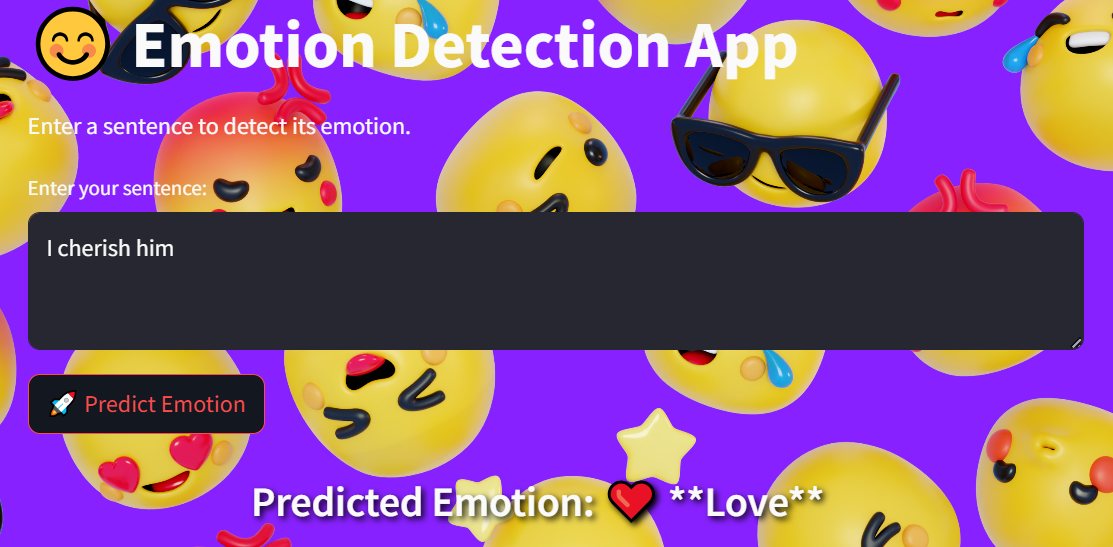 😊 Emotion Detection App
Enter a sentence to detect its emotion.
Enter your sentence:
I cherish him
🚀 Predict Emotion
Predicted Emotion: ❤️ **Love**